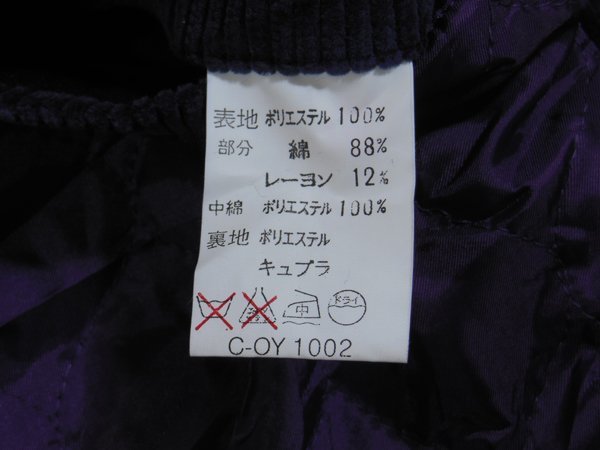 表地 ポリエステル 100%
部分 綿 88%
レーヨン 12%
中綿 ポリエステル 100%
裏地 ポリエステル
キュプラ
中 ドライ
C-OY 1002